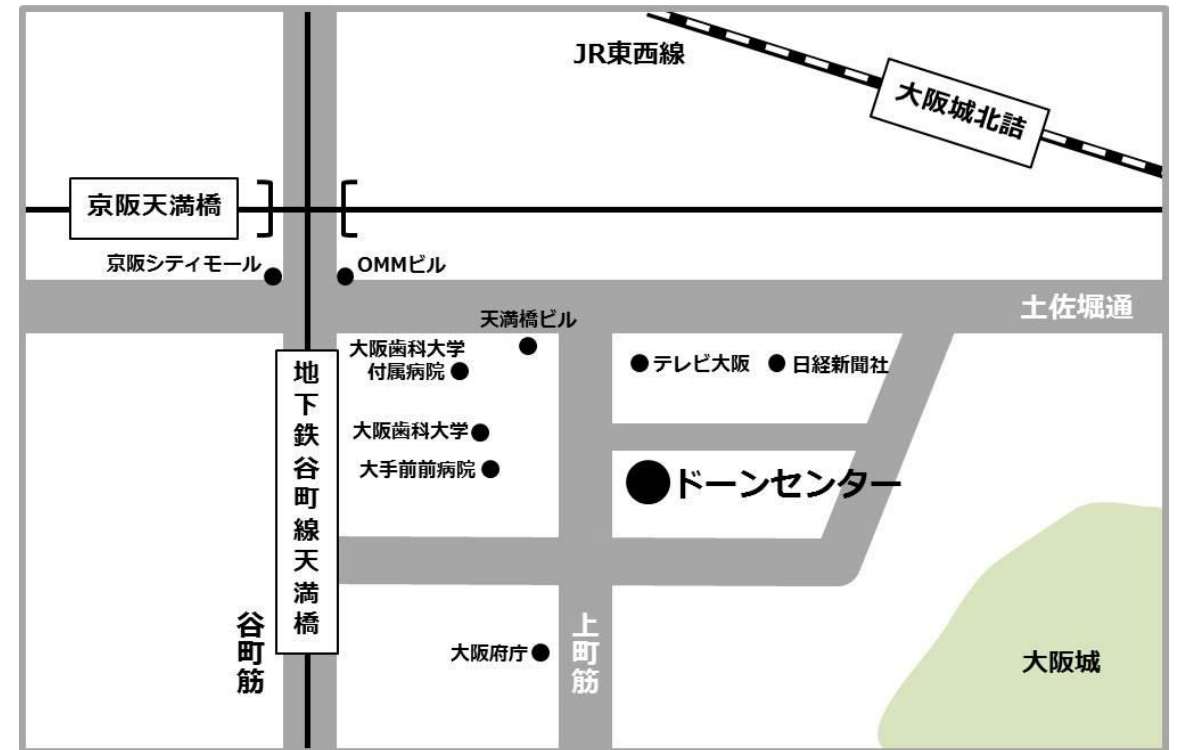 JR東西線
大阪城北詰
京阪天満橋
京阪シティモール
OMMビル
土佐堀通
天満橋ビル
大阪歯科大学
付属病院
テレビ大阪
日経新聞社
地下鉄谷町線天満橋
大阪歯科大学
大手前前病院
ドーンセンター
谷町筋
上町筋
大阪府庁
大阪城